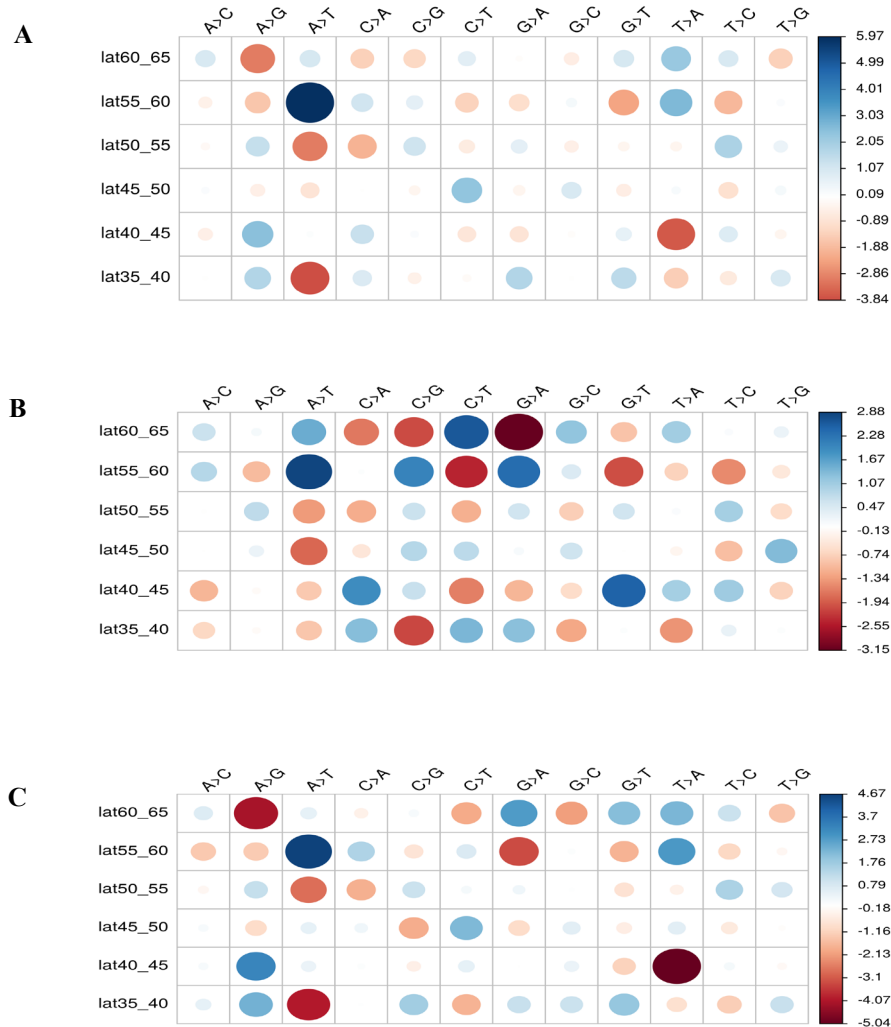 A
A>C A>G A>T C>A C>G C>T G>A G>C G>T T>A T>C T>G
lat60_65
lat55_60
lat50_55
lat45_50
lat40_45
lat35_40
5.97
4.99
4.01
3.03
2.05
1.07
0.09
-0.89
-1.88
-2.86
-3.84
B
A>C A>G A>T C>A C>G C>T G>A G>C G>T T>A T>C T>G
lat60_65
lat55_60
lat50_55
lat45_50
lat40_45
lat35_40
2.88
2.28
1.67
1.07
0.47
-0.13
-0.74
-1.34
-1.94
-2.55
-3.15
C
A>C A>G A>T C>A C>G C>T G>A G>C G>T T>A T>C T>G
lat60_65
lat55_60
lat50_55
lat45_50
lat40_45
lat35_40
4.67
3.7
2.73
1.76
0.79
-0.18
-1.16
-2.13
-3.1
-4.07
-5.04